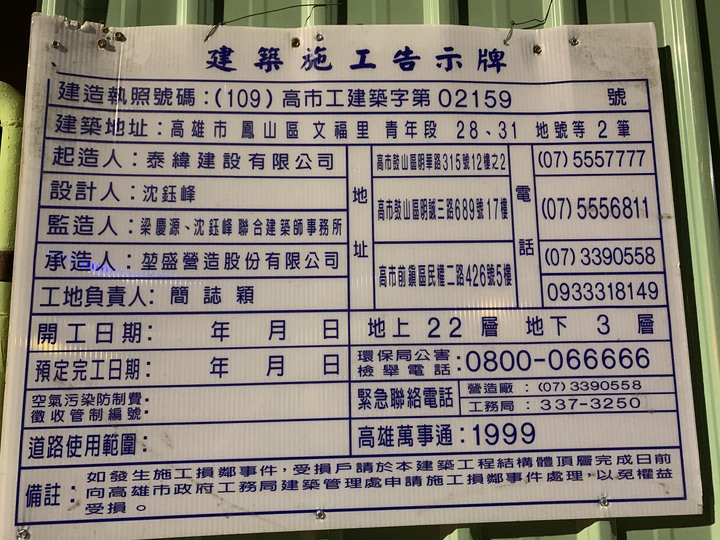 建築施工告示牌
建造執照號碼:(109)高市工建築字第02159 號
建築地址:高雄市 鳳山區 文福里 青年段 28、31 地號等2筆
起造人:泰緯建設有限公司
設計人:沈鈺峰
監造人:梁慶源、沈鈺峰 聯合建築師事務所
承造人:堃盛營造股份有限公司
工地負責人:簡誌穎
地址
高市鼓山區明華路315號12樓之2
高市鼓山區明誠三路689號17樓
高市前鎮區民權二路426號5樓
電話
(07)5557777
(07)5556811
(07)3390558
0933318149
開工日期: 年 月 日
地上22層 地下3層
預定完工日期: 年 月 日
環保局公害檢舉電話:0800-066666
空氣污染防制費徵收管制編號:
緊急聯絡電話
營造廠:(07)3390558
工務局:337-3250
道路使用範圍:
高雄萬事通:1999
備註:如發生施工損鄰事件,受損戶請於本建築工程結構體頂層完成日前
向高雄市政府工務局建築管理處申請施工損鄰事件處理,以免權益
受損。